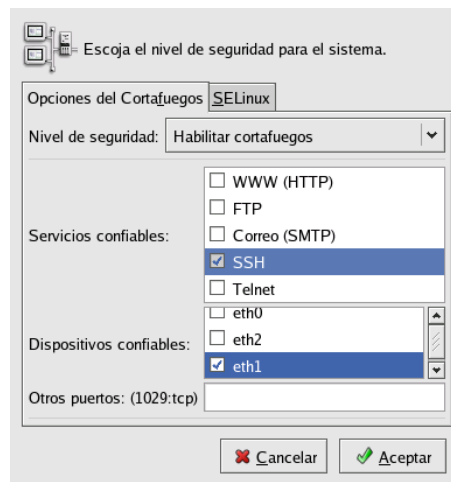 Escoja el nivel de seguridad para el sistema.
Opciones del Cortafuegos SELinux
Nivel de seguridad: Habilitar cortafuegos
WWW (HTTP)
FTP
Servicios confiables: Correo (SMTP)
SSH
Telnet
eth0
Dispositivos confiables: eth2
eth1
Otros puertos: (1029:tcp)
Cancelar Aceptar